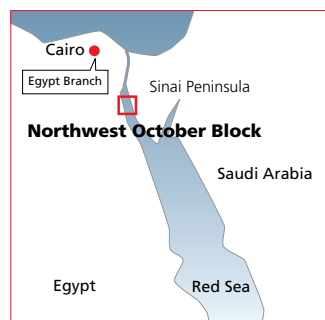 Cairo
Egypt Branch
Sinai Peninsula
Northwest October Block
Saudi Arabia
Egypt
Red Sea